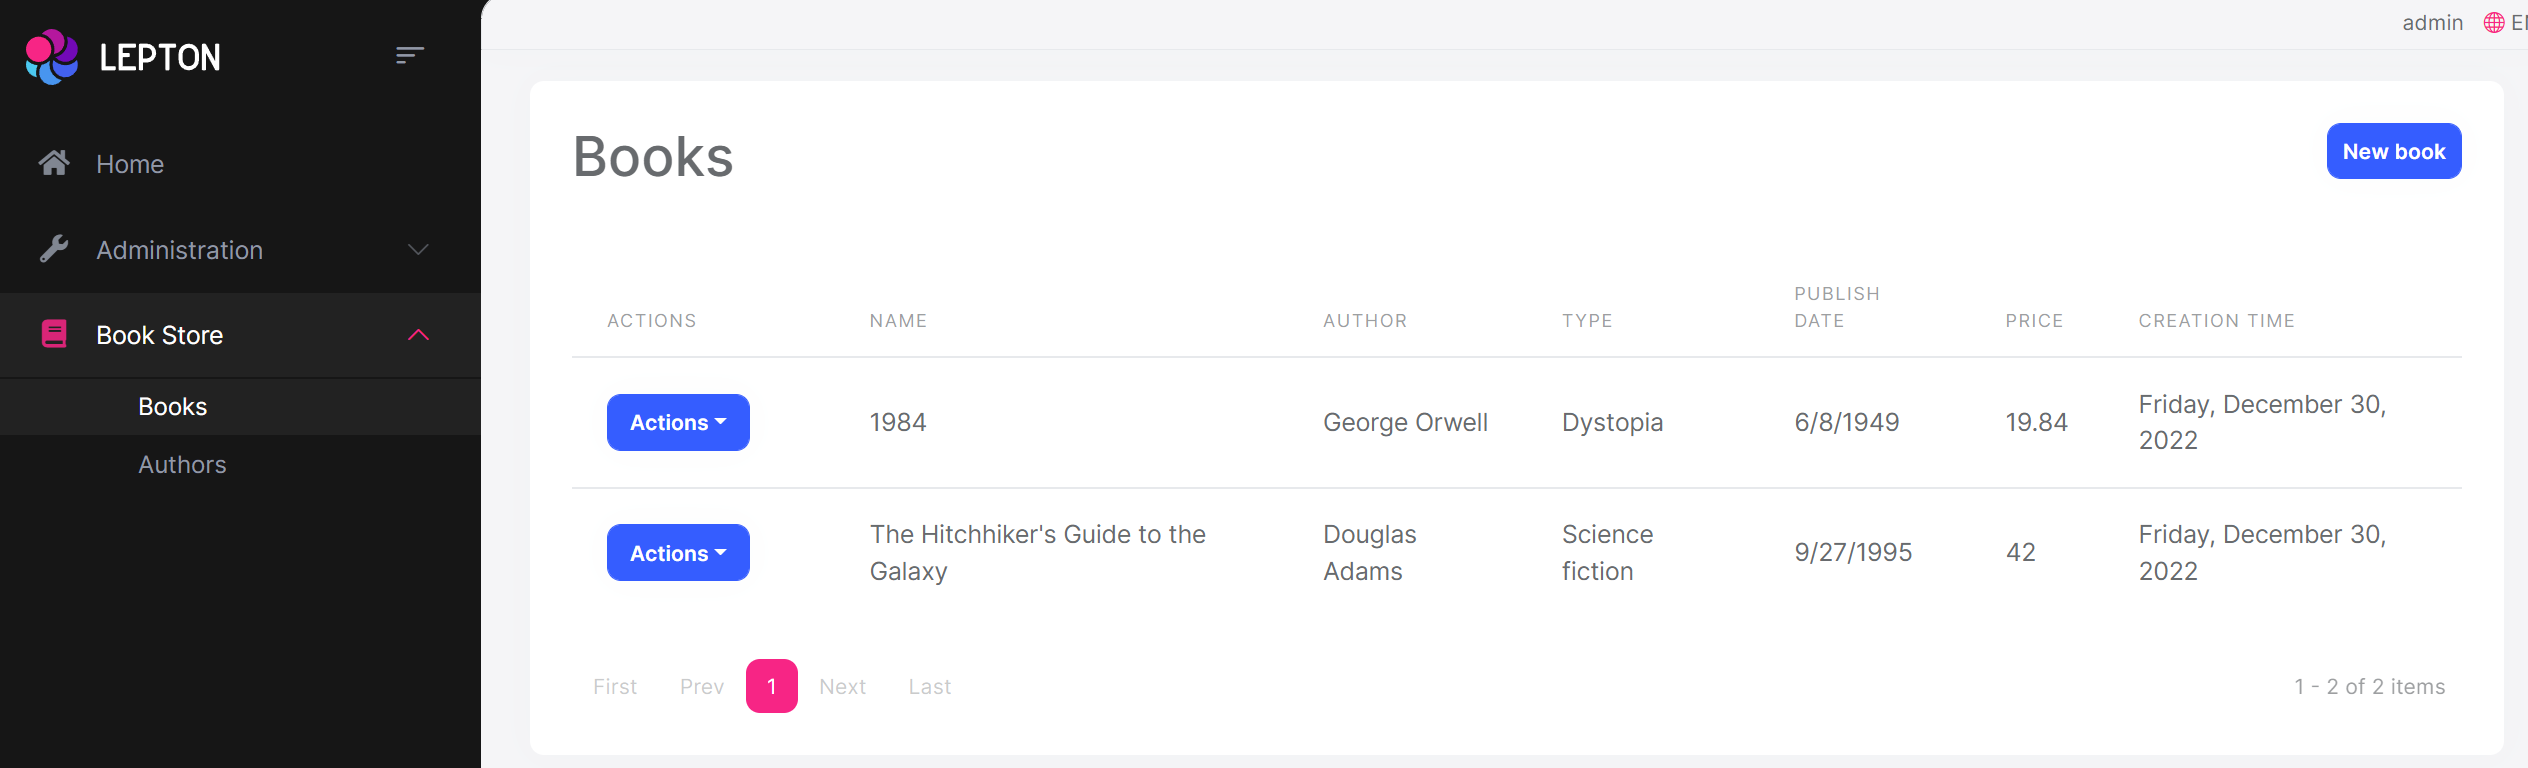 LEPTON
admin
Home
Administration
Book Store
Books
Authors
Books
New book
ACTIONS NAME AUTHOR TYPE PUBLISH DATE PRICE CREATION TIME
Actions 1984 George Orwell Dystopia 6/8/1949 19.84 Friday, December 30,
2022
Actions The Hitchhiker's Guide to the Douglas Science 9/27/1995 42 Friday, December 30,
Galaxy Adams fiction 2022
First Prev 1 Next Last 1 - 2 of 2 items